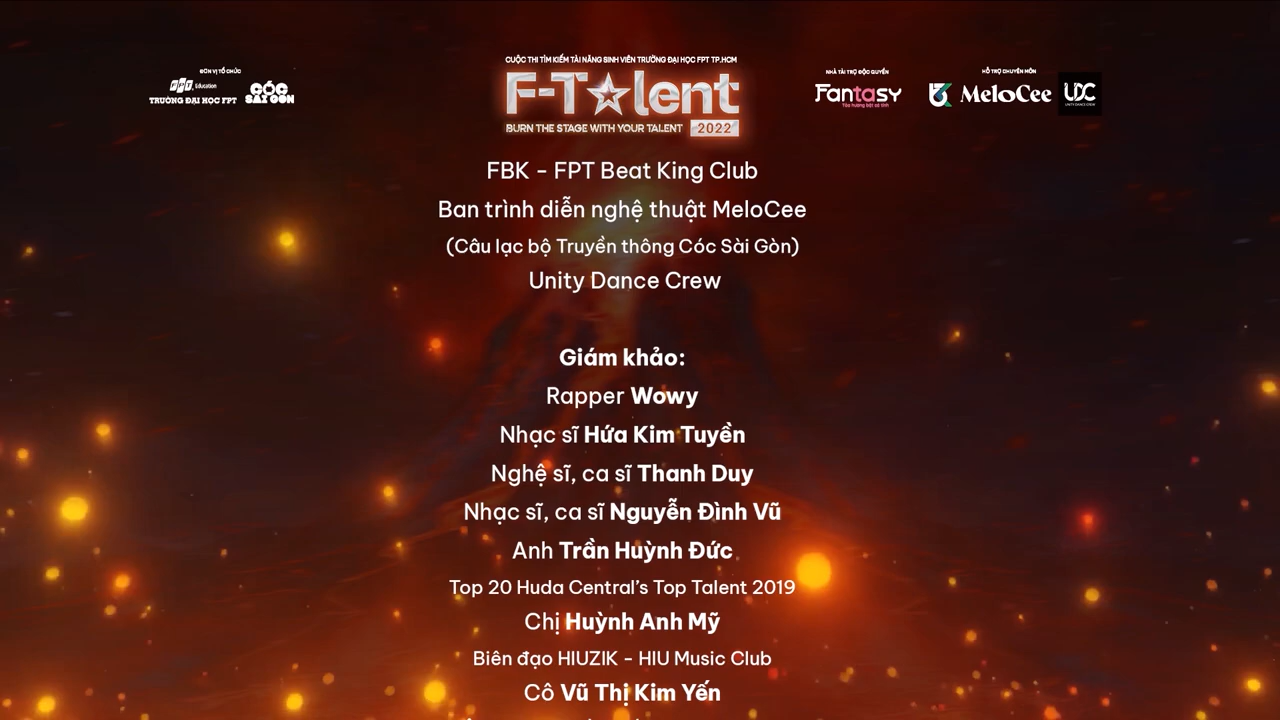 ĐƠN VỊ TỔ CHỨC
FPT Education
TRƯỜNG ĐẠI HỌC FPT
CÓC SÀI GÒN
CUỘC THI TÌM KIẾM TÀI NĂNG SINH VIÊN TRƯỜNG ĐẠI HỌC FPT TP.HCM
F-T★lent
BURN THE STAGE WITH YOUR TALENT 2022
NHÀ TÀI TRỢ ĐỘC QUYỀN
Fantasy
HỖ TRỢ CHUYÊN MÔN
MeloCee
UDC
UNITY DANCE CREW
FBK - FPT Beat King Club
Ban trình diễn nghệ thuật MeloCee
(Câu lạc bộ Truyền thông Cóc Sài Gòn)
Unity Dance Crew
Giám khảo:
Rapper Wowy
Nhạc sĩ Hứa Kim Tuyền
Nghệ sĩ, ca sĩ Thanh Duy
Nhạc sĩ, ca sĩ Nguyễn Đình Vũ
Anh Trần Huỳnh Đức
Top 20 Huda Central’s Top Talent 2019
Chị Huỳnh Anh Mỹ
Biên đạo HIUZIK - HIU Music Club
Cô Vũ Thị Kim Yến